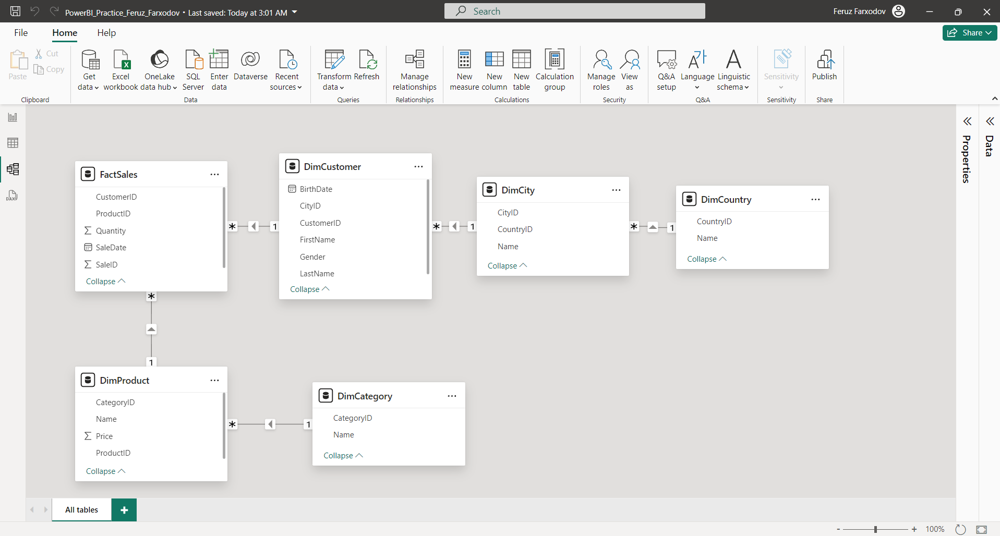 PowerBI_Practice_Feruz_Farxodov • Last saved: Today at 3:01 AM
Search
Feruz Farxodov
File
Home
Help
Share
Paste
Cut
Copy
Clipboard
Get
data
Excel
workbook
OneLake
data hub
SQL
Server
Enter
data
Dataverse
Recent
sources
Data
Transform
data
Refresh
Queries
Manage
relationships
Relationships
New
measure
New
column
New
table
Calculation
group
Calculations
Manage
roles
View
as
Security
Q&A
setup
Language
Linguistic
schema
Q&A
Sensitivity
Sensitivity
Publish
Share
DAX
Properties
Data
FactSales
CustomerID
ProductID
Quantity
SaleDate
SaleID
Collapse
* 1
DimCustomer
BirthDate
CityID
CustomerID
FirstName
Gender
LastName
Collapse
* 1
DimCity
CityID
CountryID
Name
Collapse
* 1
DimCountry
CountryID
Name
Collapse
*
1
DimProduct
CategoryID
Name
Price
ProductID
Collapse
* 1
DimCategory
CategoryID
Name
Collapse
All tables
+
- + 100%